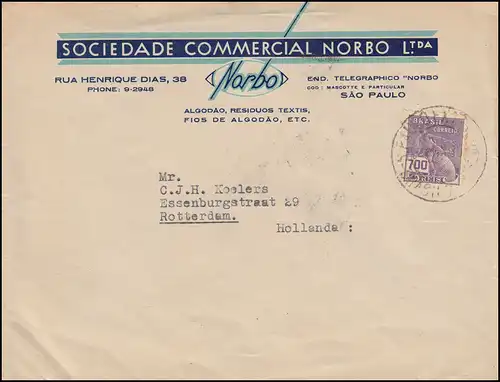 SOCIEDADE COMMERCIAL NORBO LTDA
RUA HENRIQUE DIAS, 38
PHONE: 9-2948
Norbo
END. TELEGRAPHICO "NORBO
COD: MASCOTTE E PARTICULAR
SÃO PAULO
ALGODÃO, RESIDUOS TEXTIS,
FIOS DE ALGODÃO, ETC.
BRASIL
CORREIO
700
Mr.
C.J.H. Koelers
Essenburgstraat 29
Rotterdam.
Hollanda :